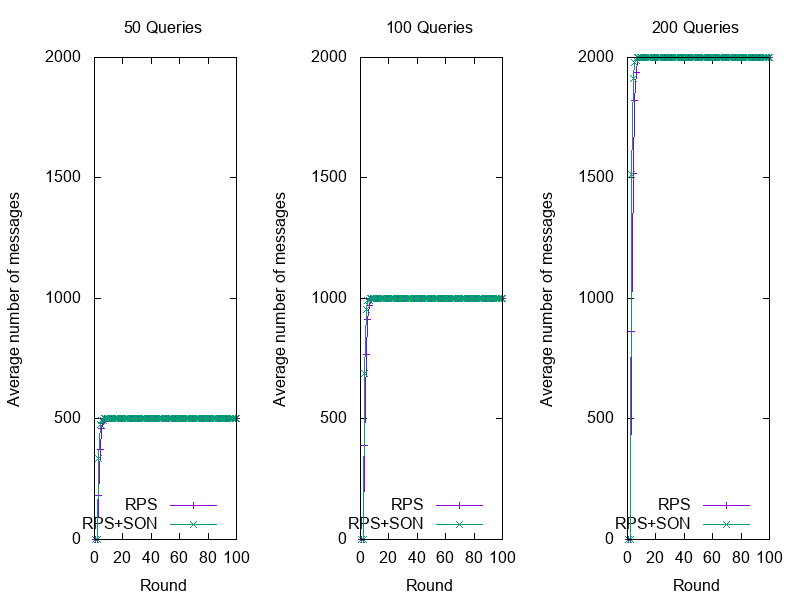 50 Queries
2000
1500
1000
500
0
Average number of messages
RPS
RPS+SON
0 20 40 60 80 100
Round
100 Queries
2000
1500
1000
500
0
Average number of messages
RPS
RPS+SON
0 20 40 60 80 100
Round
200 Queries
2000
1500
1000
500
0
Average number of messages
RPS
RPS+SON
0 20 40 60 80 100
Round